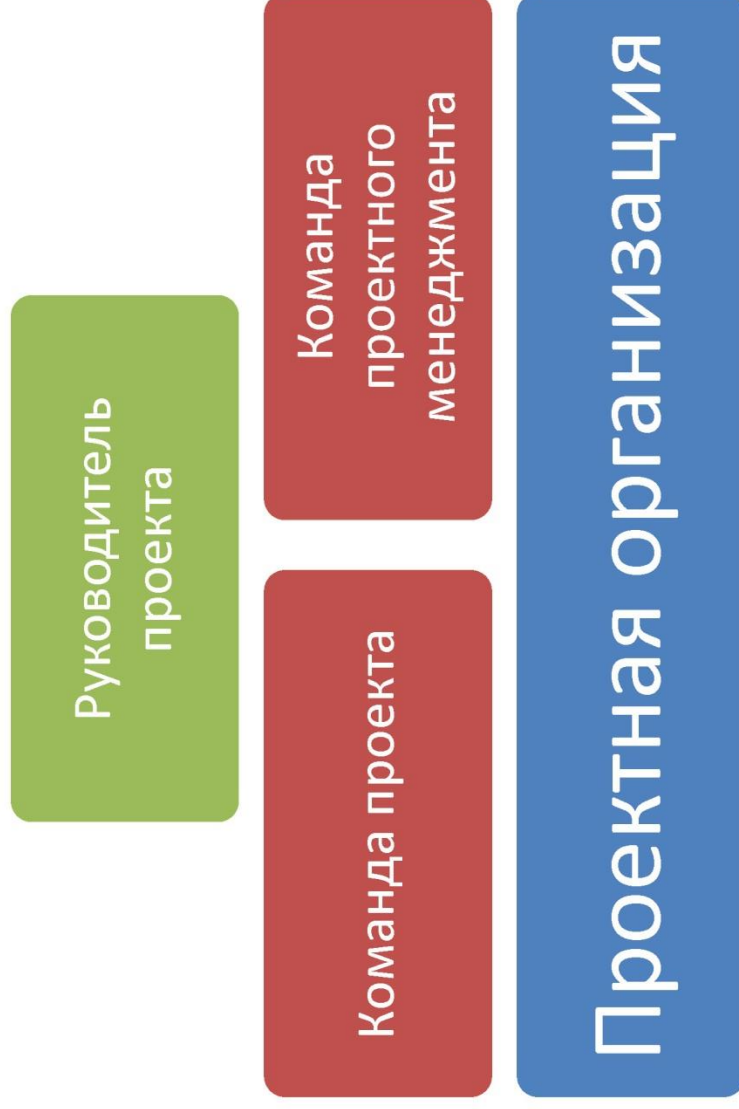 Руководитель
проекта
Команда проекта
Команда
проектного
менеджмента
Проектная организация